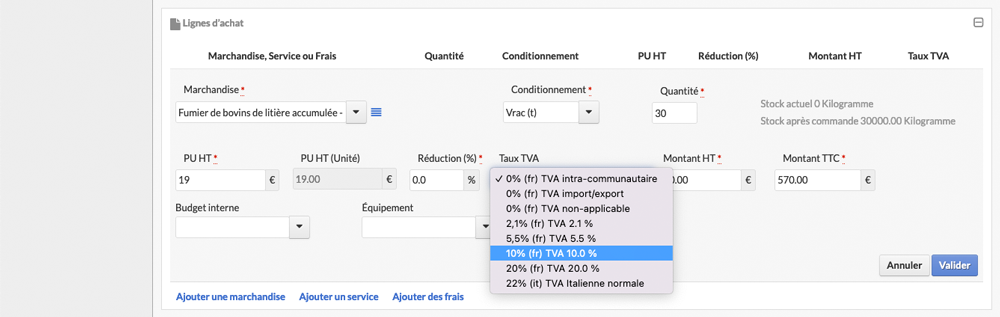 Lignes d'achat
Marchandise, Service ou Frais Quantité Conditionnement PU HT Réduction (%) Montant HT Taux TVA
Marchandise * Conditionnement * Quantité *
Fumier de bovins de litière accumulée - Vrac (t) 30
Stock actuel 0 Kilogramme
Stock après commande 30000.00 Kilogramme
PU HT * PU HT (Unité) Réduction (%) * Taux TVA Montant HT * Montant TTC *
19 € 19.00 € 0.0 % 0.00 € 570.00 €
✓ 0% (fr) TVA intra-communautaire
0% (fr) TVA import/export
0% (fr) TVA non-applicable
2,1% (fr) TVA 2.1 %
5,5% (fr) TVA 5.5 %
10% (fr) TVA 10.0 %
20% (fr) TVA 20.0 %
22% (it) TVA Italienne normale
Budget interne Équipement
Annuler Valider
Ajouter une marchandise Ajouter un service Ajouter des frais